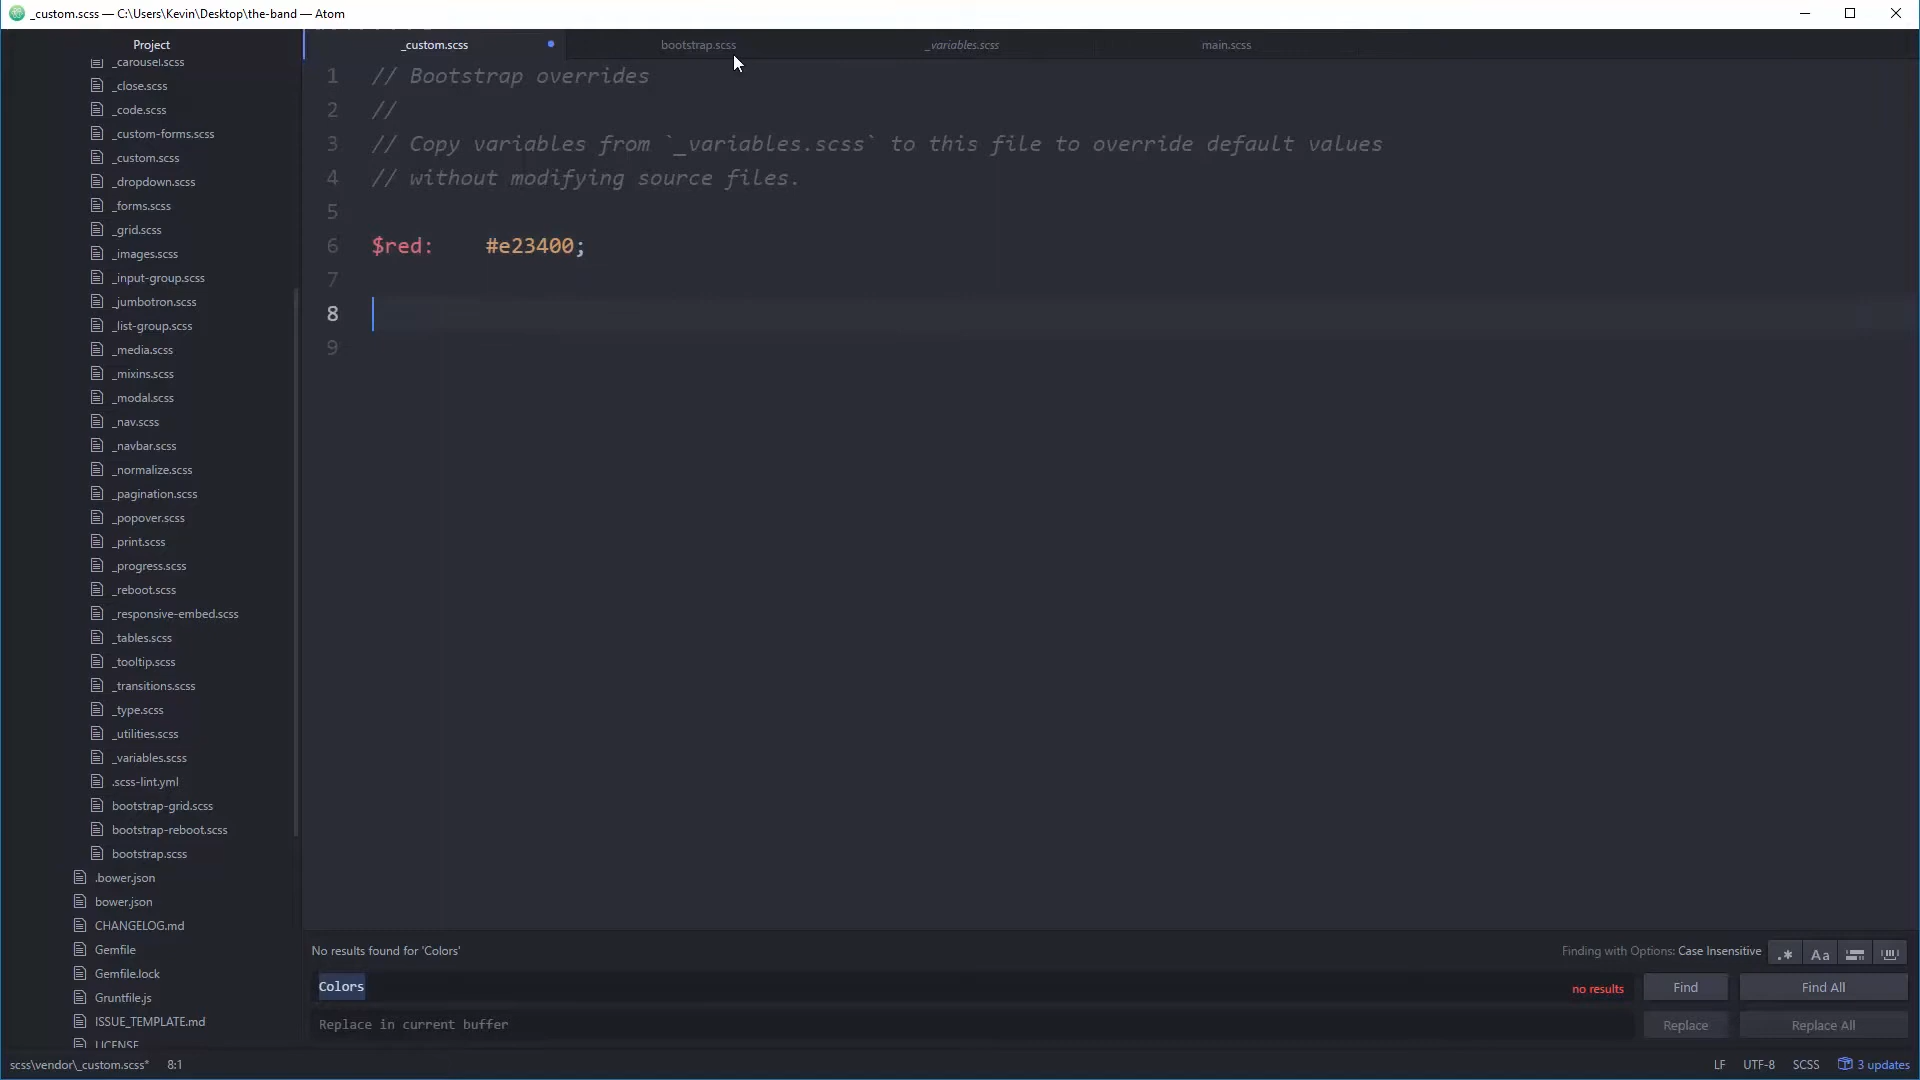 _custom.scss — C:\Users\Kevin\Desktop\the-band — Atom
Project
_custom.scss
bootstrap.scss
_variables.scss
main.scss
_carousel.scss
_close.scss
_code.scss
_custom-forms.scss
_custom.scss
_dropdown.scss
_forms.scss
_grid.scss
_images.scss
_input-group.scss
_jumbotron.scss
_list-group.scss
_media.scss
_mixins.scss
_modal.scss
_nav.scss
_navbar.scss
_normalize.scss
_pagination.scss
_popover.scss
_print.scss
_progress.scss
_reboot.scss
_responsive-embed.scss
_tables.scss
_tooltip.scss
_transitions.scss
_type.scss
_utilities.scss
_variables.scss
.scss-lint.yml
bootstrap-grid.scss
bootstrap-reboot.scss
bootstrap.scss
.bower.json
bower.json
CHANGELOG.md
Gemfile
Gemfile.lock
Gruntfile.js
ISSUE_TEMPLATE.md
LICENSE
1 // Bootstrap overrides
2 //
3 // Copy variables from `_variables.scss` to this file to override default values
4 // without modifying source files.
5
6 $red: #e23400;
7
8
9
No results found for 'Colors'
Finding with Options: Case Insensitive
.* Aa
Colors
no results
Find
Find All
Replace in current buffer
Replace
Replace All
scss\vendor\_custom.scss* 8:1
LF UTF-8 SCSS 3 updates